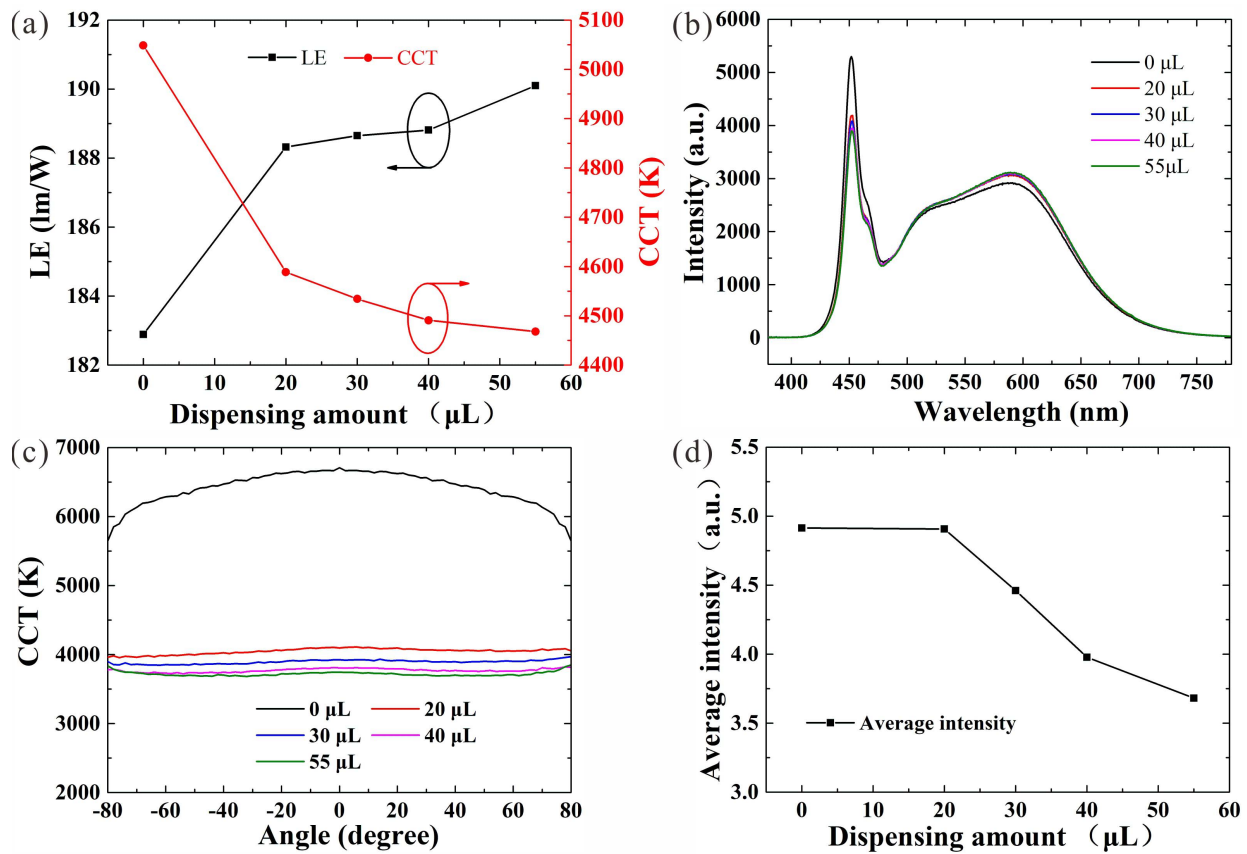 (a)
192
190
188
186
184
182
LE (lm/W)
LE
CCT
5100
5000
4900
4800
4700
4600
4500
4400
CCT (K)
0 10 20 30 40 50 60
Dispensing amount （μL）
(b)
6000
5000
4000
3000
2000
1000
0
Intensity (a.u.)
0 μL
20 μL
30 μL
40 μL
55μL
400 450 500 550 600 650 700 750
Wavelength (nm)
(c)
7000
6000
5000
4000
3000
2000
CCT (K)
0 μL 20 μL
30 μL 40 μL
55 μL
-80 -60 -40 -20 0 20 40 60 80
Angle (degree)
(d)
5.5
5.0
4.5
4.0
3.5
3.0
Average intensity （a.u.）
Average intensity
0 10 20 30 40 50 60
Dispensing amount （μL）